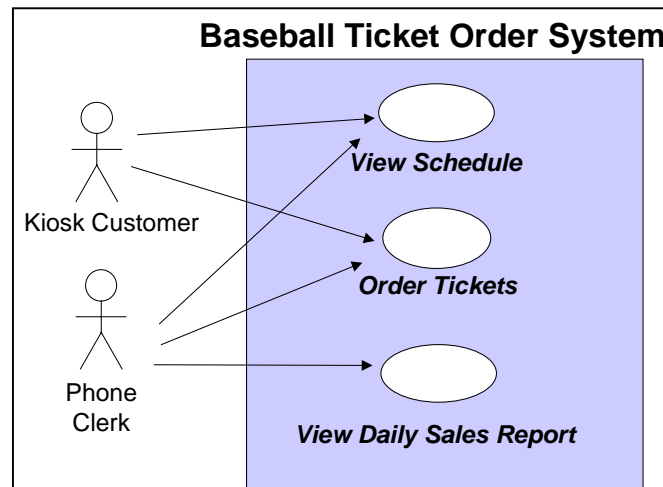 Baseball Ticket Order System
View Schedule
Kiosk Customer
Order Tickets
Phone
Clerk
View Daily Sales Report